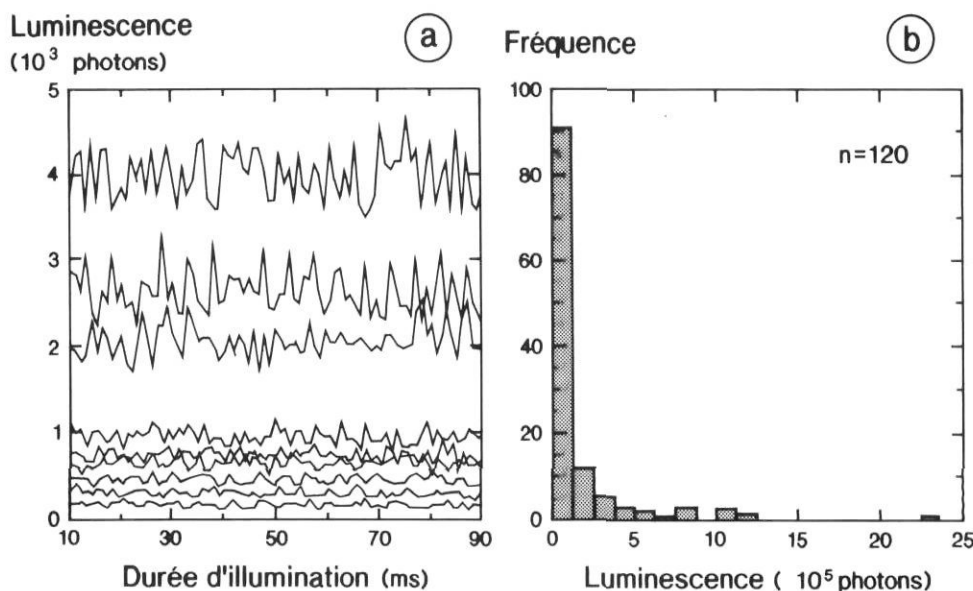 Luminescence
(10³ photons)
a
5
4
3
2
1
0
10
30
50
70
90
Durée d'illumination (ms)
Fréquence
b
100
80
60
40
20
0
n=120
0
5
10
15
20
25
Luminescence ( 10⁵ photons)